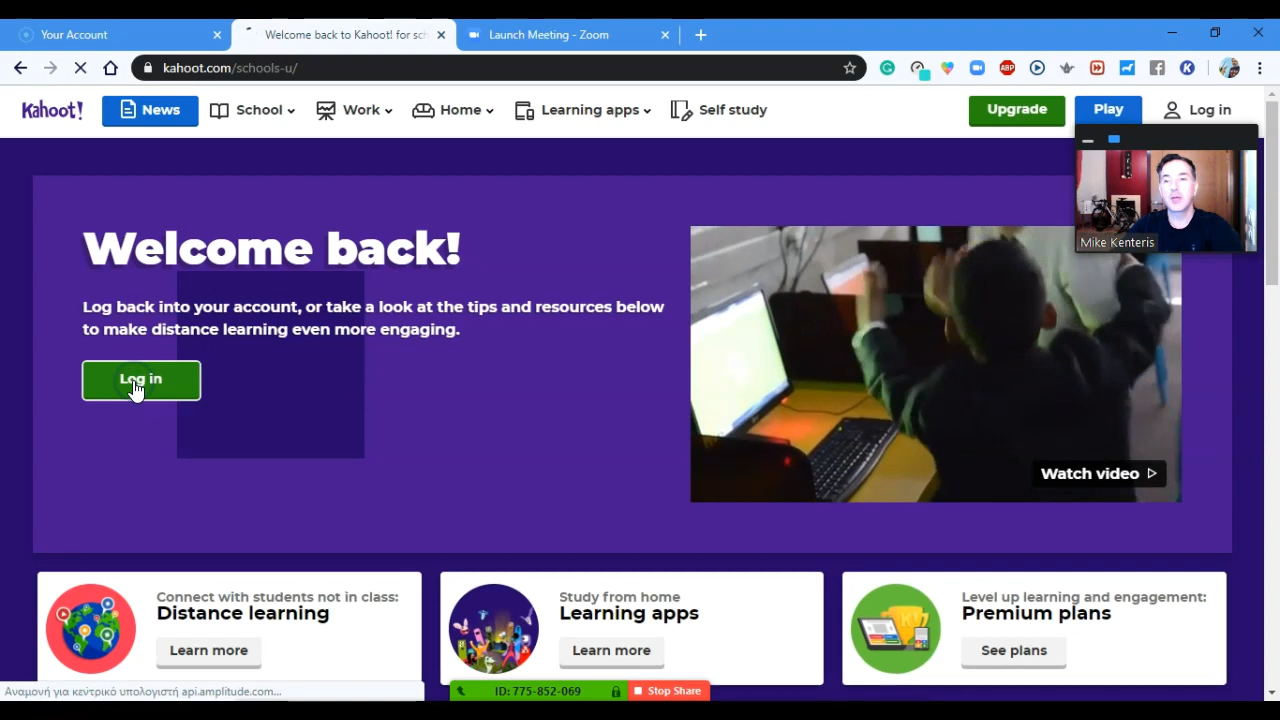 Your Account
Welcome back to Kahoot! for sch
Launch Meeting - Zoom
kahoot.com/schools-u/
ABP
Kahoot!
News
School
Work
Home
Learning apps
Self study
Upgrade
Play
Log in
Mike Kenteris
Welcome back!
Log back into your account, or take a look at the tips and resources below
to make distance learning even more engaging.
Log in
Watch video
Connect with students not in class:
Distance learning
Learn more
Study from home
Learning apps
Learn more
Level up learning and engagement:
Premium plans
See plans
Αναμονή για κεντρικό υπολογιστή api.amplitude.com...
ID: 775-852-069
Stop Share